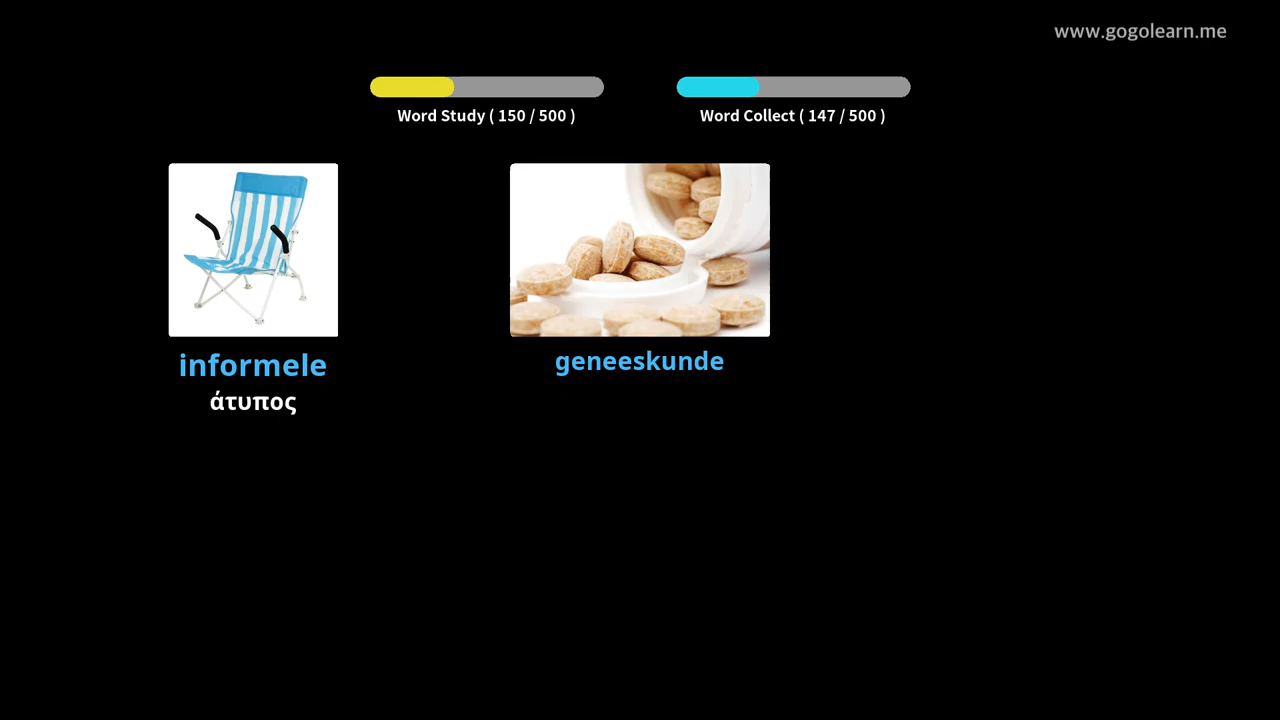 www.gogolearn.me
Word Study ( 150 / 500 )
Word Collect ( 147 / 500 )
informele
άτυπος
geneeskunde